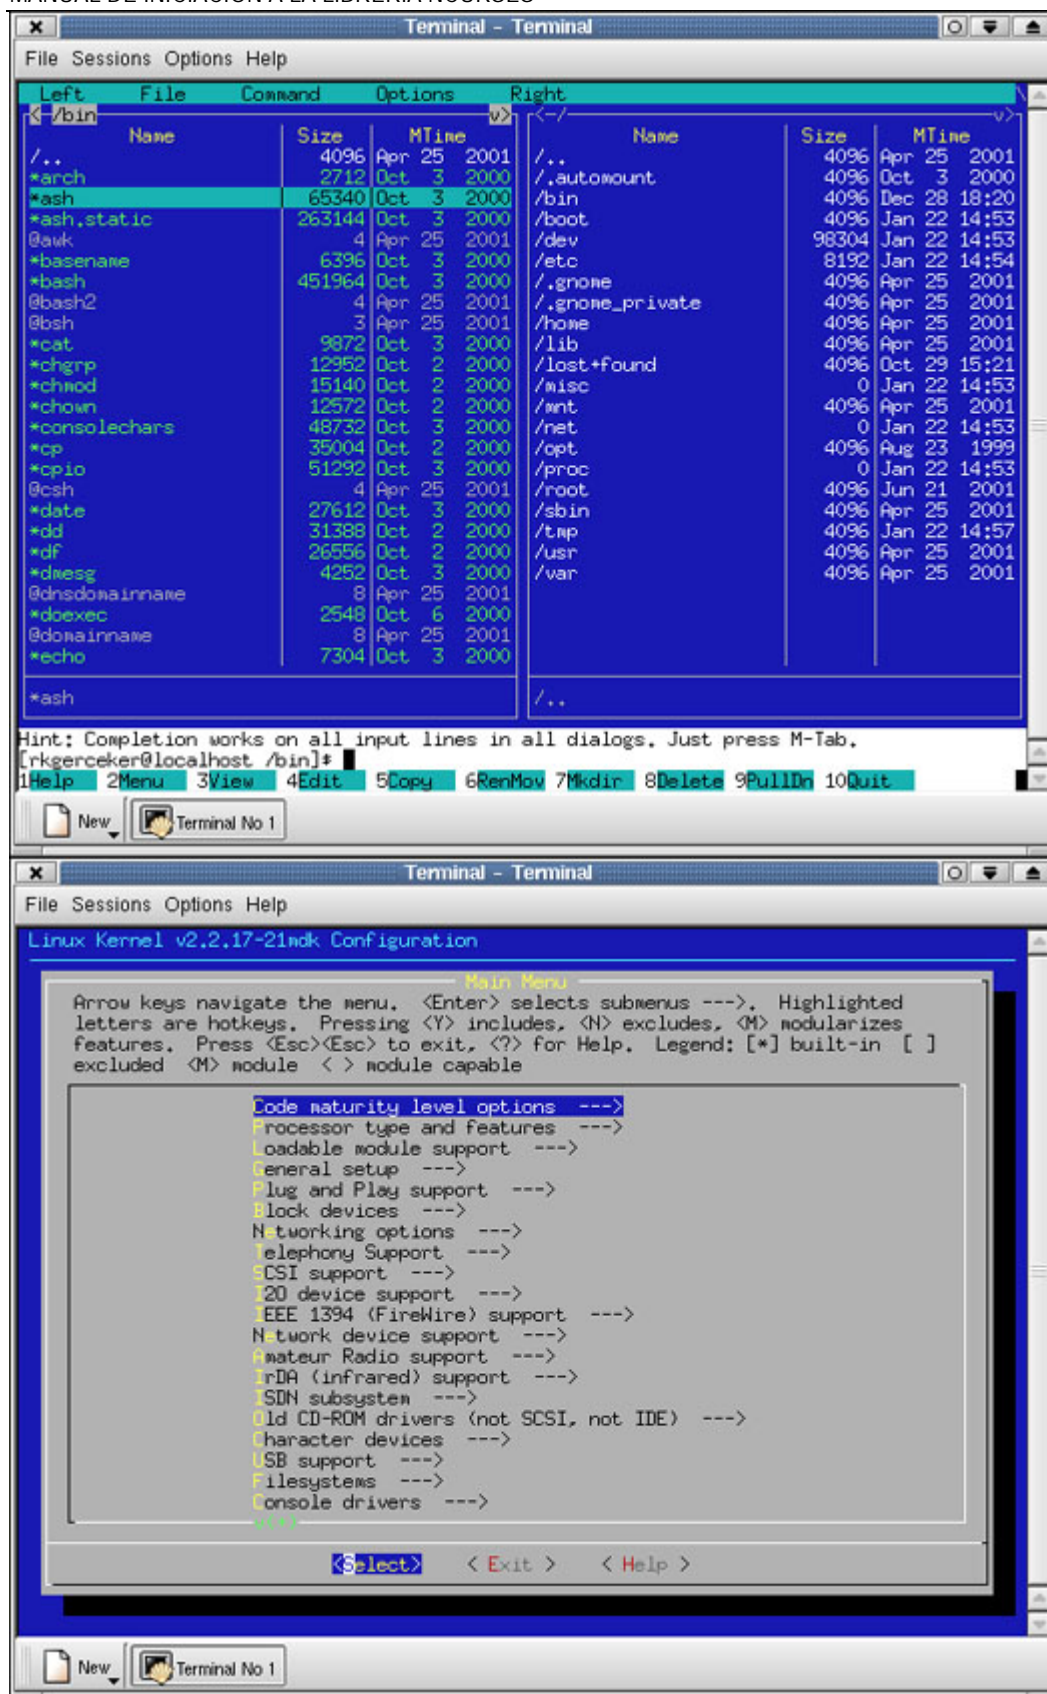 MANUAL DE INICIACIÓN A LA LIBRERÍA NCURSES
Terminal – Terminal
File Sessions Options Help
Left File Command Options Right
<-/bin v> <-/ v>
Name Size MTime Name Size MTime
/.. 4096 Apr 25 2001 /.. 4096 Apr 25 2001
*arch 2712 Oct 3 2000 /.automount 4096 Oct 3 2000
*ash 65340 Oct 3 2000 /bin 4096 Dec 28 18:20
*ash.static 263144 Oct 3 2000 /boot 4096 Jan 22 14:53
@awk 4 Apr 25 2001 /dev 98304 Jan 22 14:53
*basename 6396 Oct 3 2000 /etc 8192 Jan 22 14:54
*bash 451964 Oct 3 2000 /.gnome 4096 Apr 25 2001
@bash2 4 Apr 25 2001 /.gnome_private 4096 Apr 25 2001
@bsh 3 Apr 25 2001 /home 4096 Apr 25 2001
*cat 9872 Oct 3 2000 /lib 4096 Apr 25 2001
*chgrp 12952 Oct 2 2000 /lost+found 4096 Oct 29 15:21
*chmod 15140 Oct 2 2000 /misc 0 Jan 22 14:53
*chown 12572 Oct 2 2000 /mnt 4096 Apr 25 2001
*consolechars 48732 Oct 3 2000 /net 0 Jan 22 14:53
*cp 35004 Oct 2 2000 /opt 4096 Aug 23 1999
*cpio 51292 Oct 3 2000 /proc 0 Jan 22 14:53
@csh 4 Apr 25 2001 /root 4096 Jun 21 2001
*date 27612 Oct 3 2000 /sbin 4096 Apr 25 2001
*dd 31388 Oct 2 2000 /tmp 4096 Jan 22 14:57
*df 26556 Oct 2 2000 /usr 4096 Apr 25 2001
*dmesg 4252 Oct 3 2000 /var 4096 Apr 25 2001
@dnsdomainname 8 Apr 25 2001
*doexec 2548 Oct 6 2000
@domainname 8 Apr 25 2001
*echo 7304 Oct 3 2000
*ash /..
Hint: Completion works on all input lines in all dialogs. Just press M-Tab.
[rkgerceker@localhost /bin]$
1Help 2Menu 3View 4Edit 5Copy 6RenMov 7Mkdir 8Delete 9PullDn 10Quit
New Terminal No 1
Terminal – Terminal
File Sessions Options Help
Linux Kernel v2.2.17-21mdk Configuration
Main Menu
Arrow keys navigate the menu. <Enter> selects submenus --->. Highlighted
letters are hotkeys. Pressing <Y> includes, <N> excludes, <M> modularizes
features. Press <Esc><Esc> to exit, <?> for Help. Legend: [*] built-in [ ]
excluded <M> module < > module capable
Code maturity level options --->
Processor type and features --->
Loadable module support --->
General setup --->
Plug and Play support --->
Block devices --->
Networking options --->
Telephony Support --->
SCSI support --->
I2O device support --->
IEEE 1394 (FireWire) support --->
Network device support --->
Amateur Radio support --->
IrDA (infrared) support --->
ISDN subsystem --->
Old CD-ROM drivers (not SCSI, not IDE) --->
Character devices --->
USB support --->
Filesystems --->
Console drivers --->
v(+)
<Select> < Exit > < Help >
New Terminal No 1